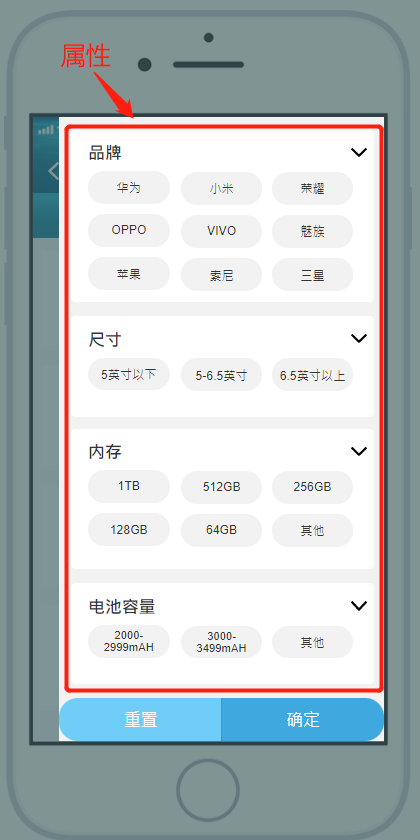 属性
品牌
华为 小米 荣耀
OPPO VIVO 魅族
苹果 索尼 三星
尺寸
5英寸以下 5-6.5英寸 6.5英寸以上
内存
1TB 512GB 256GB
128GB 64GB 其他
电池容量
2000-
2999mAH
3000-
3499mAH
其他
重置 确定